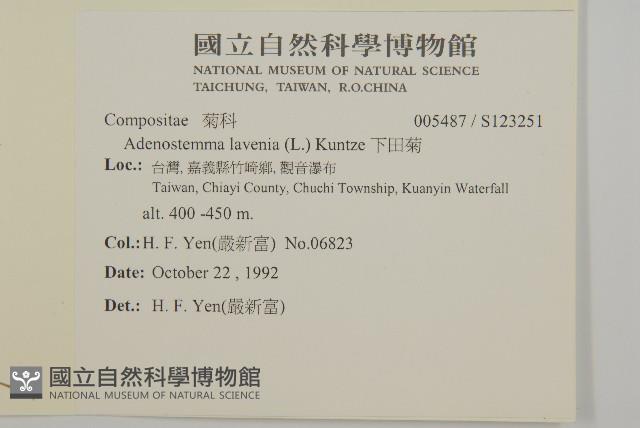 國立自然科學博物館
NATIONAL MUSEUM OF NATURAL SCIENCE
TAICHUNG, TAIWAN, R.O.CHINA
Compositae 菊科 005487 / S123251
Adenostemma lavenia (L.) Kuntze 下田菊
Loc.: 台灣, 嘉義縣竹崎鄉, 觀音瀑布
Taiwan, Chiayi County, Chuchi Township, Kuanyin Waterfall
alt. 400 -450 m.
Col.: H. F. Yen(嚴新富) No.06823
Date: October 22 , 1992
Det.: H. F. Yen(嚴新富)
國立自然科學博物館
NATIONAL MUSEUM OF NATURAL SCIENCE